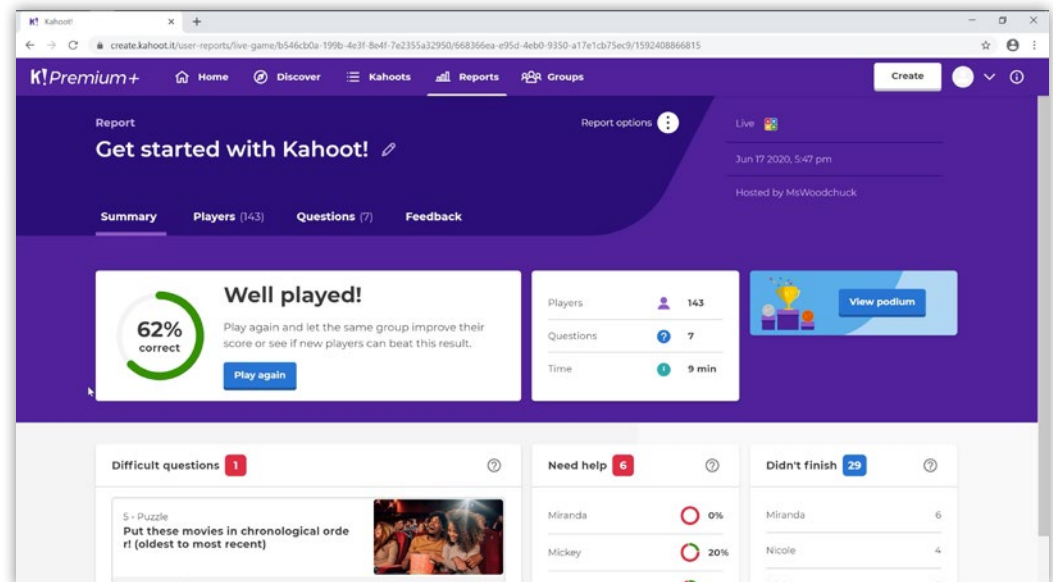 K! Kahoot!
create.kahoot.it/user-reports/live-game/b546cb0a-199b-4e3f-8e4f-7e2355a32950/668366ea-e95d-4eb0-9350-a17e1cb75ec9/1592408866815
K! Premium+
Home
Discover
Kahoots
Reports
Groups
Create
Report
Report options
Live
Get started with Kahoot!
Jun 17 2020, 5:47 pm
Hosted by MsWoodchuck
Summary
Players (143)
Questions (7)
Feedback
62%
correct
Well played!
Play again and let the same group improve their
score or see if new players can beat this result.
Play again
Players 143
Questions 7
Time 9 min
View podium
Difficult questions 1
5 - Puzzle
Put these movies in chronological orde
r! (oldest to most recent)
Need help 6
Miranda 0%
Mickey 20%
Didn't finish 29
Miranda 6
Nicole 4